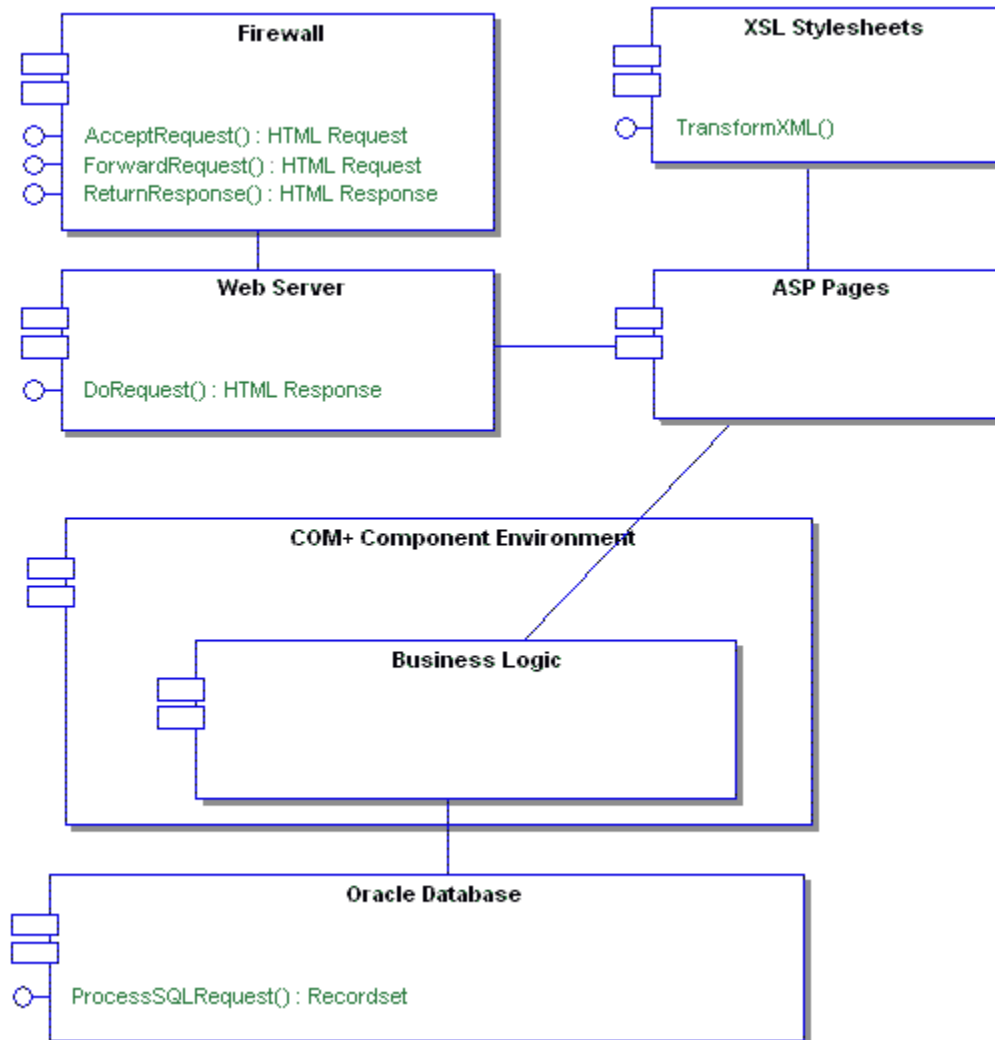 Firewall
AcceptRequest() : HTML Request
ForwardRequest() : HTML Request
ReturnResponse() : HTML Response
XSL Stylesheets
TransformXML()
Web Server
DoRequest() : HTML Response
ASP Pages
COM+ Component Environment
Business Logic
Oracle Database
ProcessSQLRequest() : Recordset